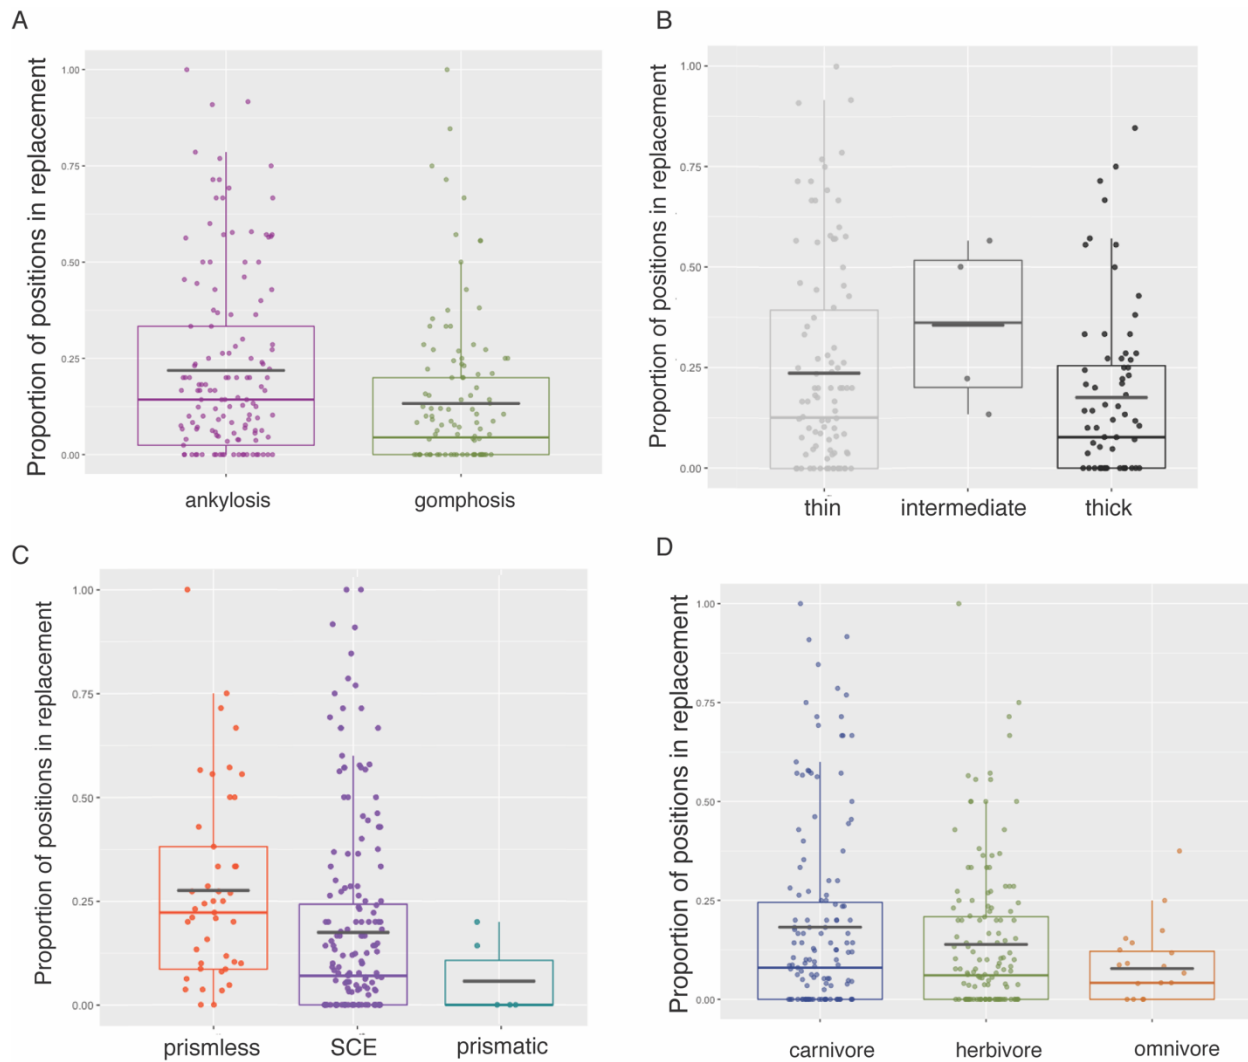 A
Proportion of positions in replacement
1.00
0.75
0.50
0.25
0.00
ankylosis gomphosis
B
Proportion of positions in replacement
1.00
0.75
0.50
0.25
0.00
thin intermediate thick
C
Proportion of positions in replacement
1.00
0.75
0.50
0.25
0.00
prismless SCE prismatic
D
Proportion of positions in replacement
1.00
0.75
0.50
0.25
0.00
carnivore herbivore omnivore